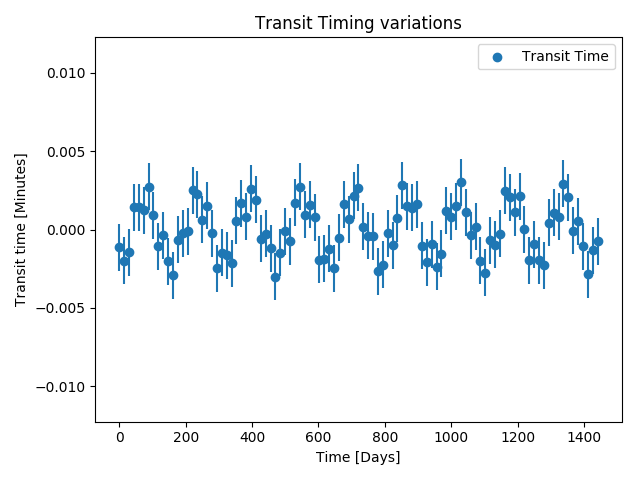 Transit Timing variations
Transit Time
0.010
0.005
0.000
−0.005
−0.010
Transit time [Minutes]
0 200 400 600 800 1000 1200 1400
Time [Days]